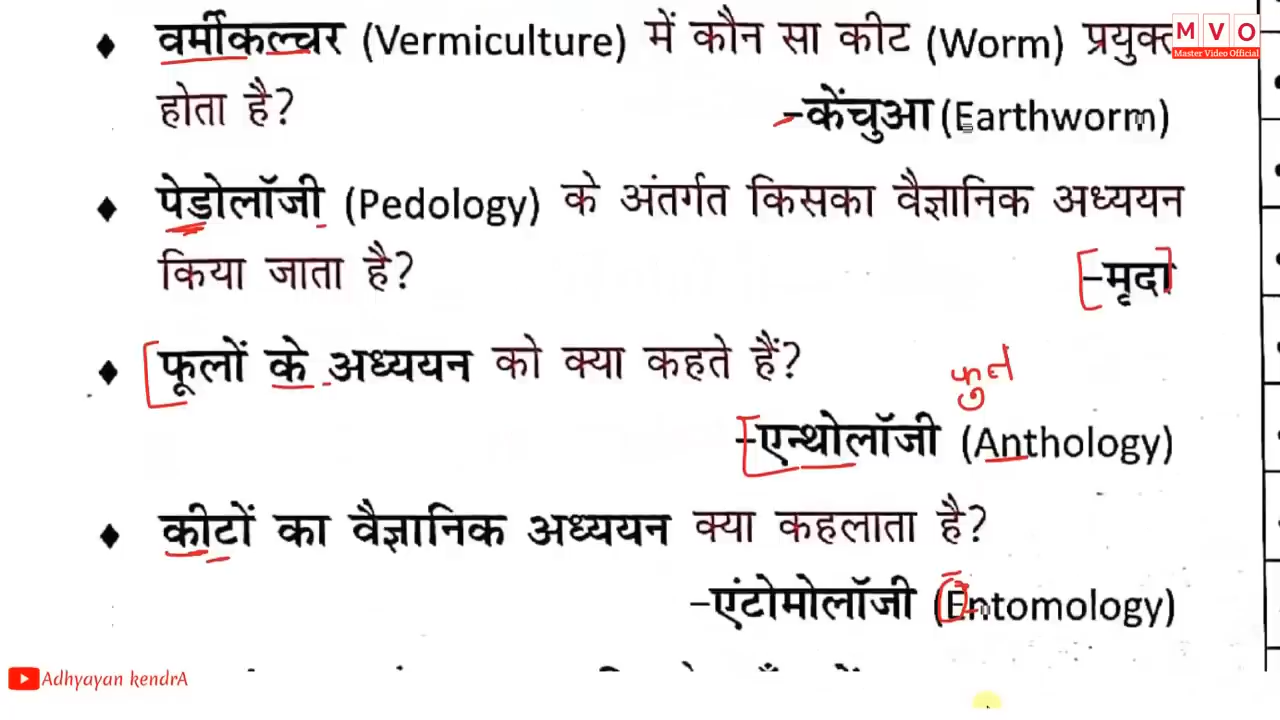 ♦ वर्मीकल्चर (Vermiculture) में कौन सा कीट (Worm) प्रयुक्त
MVO
Master Video Official
होता है?
-केंचुआ (Earthworm)
♦ पेडोलॉजी (Pedology) के अंतर्गत किसका वैज्ञानिक अध्ययन
किया जाता है?
-मृदा
♦ फूलों के अध्ययन को क्या कहते हैं?
-एन्थोलॉजी (Anthology)
♦ कीटों का वैज्ञानिक अध्ययन क्या कहलाता है?
-एंटोमोलॉजी (Entomology)
Adhyayan kendrA